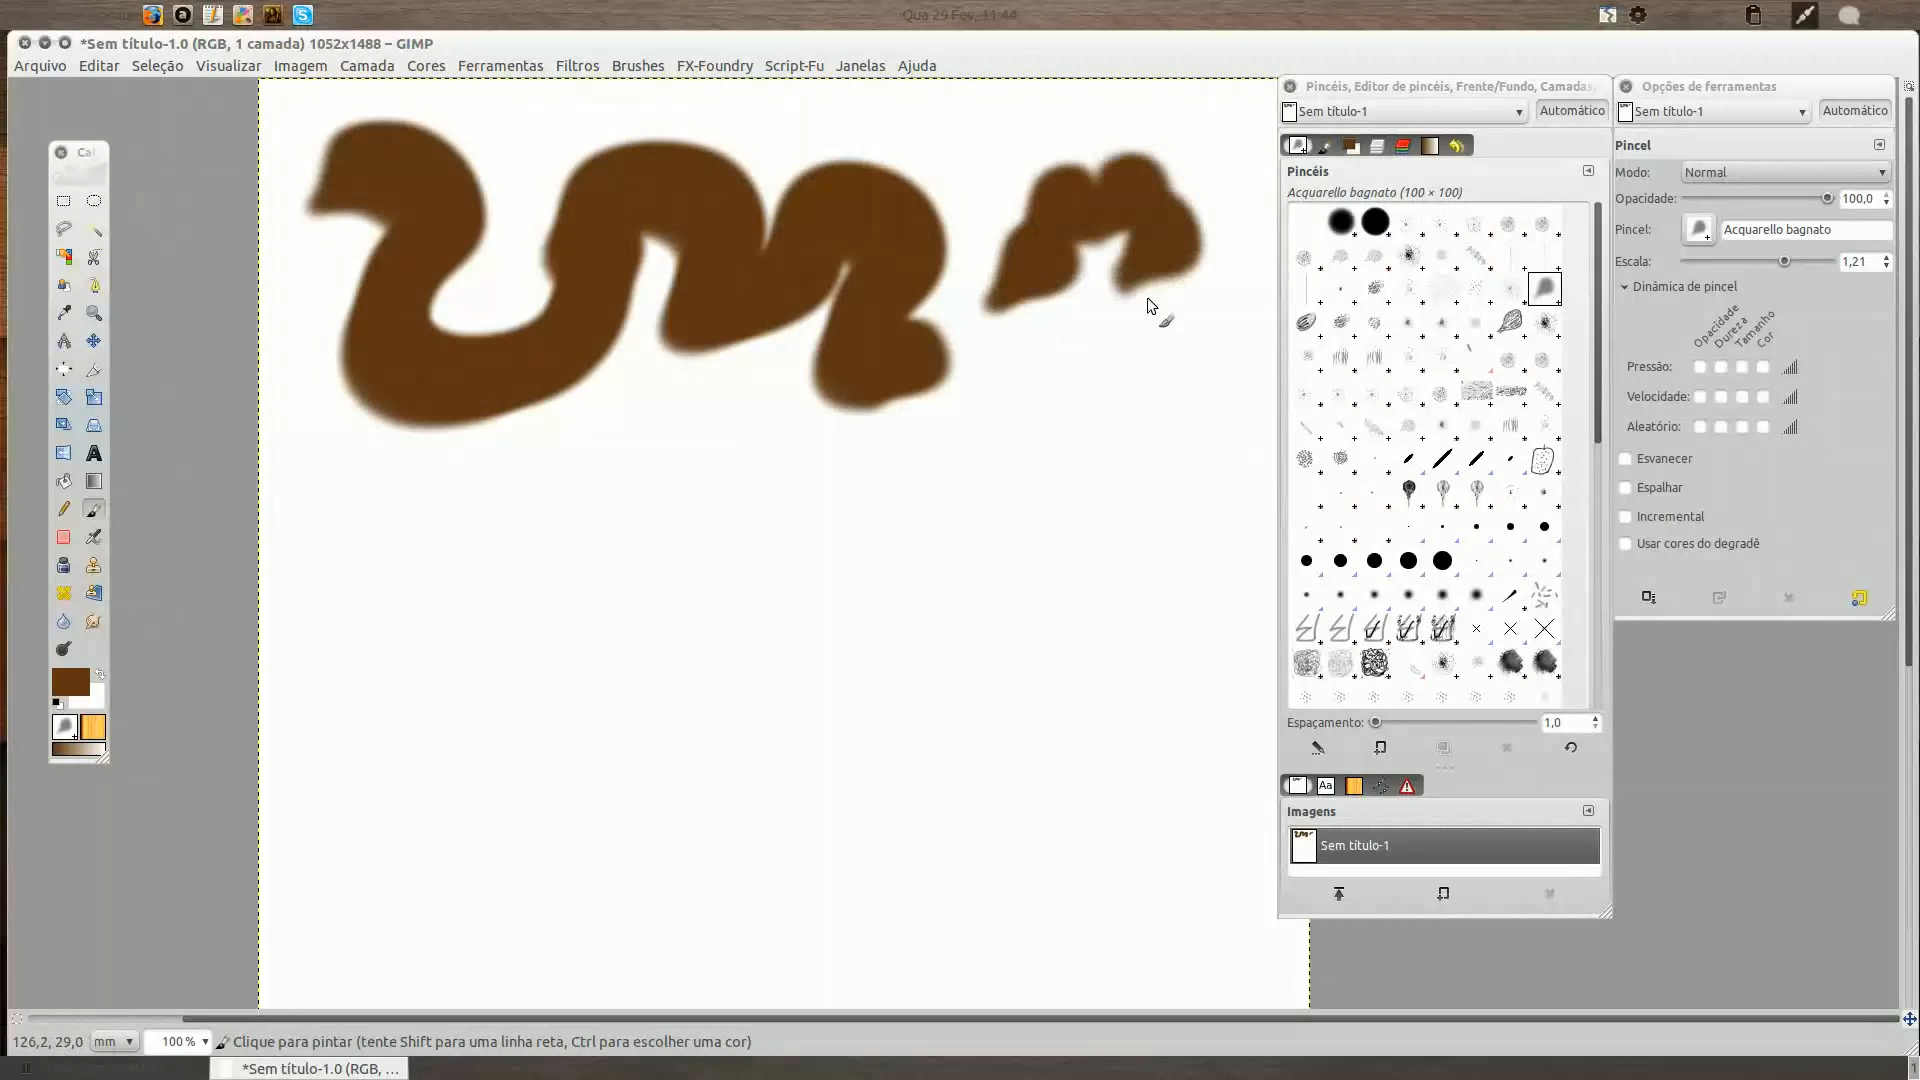 Qua 29 Fev, 11:44
*Sem título-1.0 (RGB, 1 camada) 1052x1488 – GIMP
Arquivo Editar Seleção Visualizar Imagem Camada Cores Ferramentas Filtros Brushes FX-Foundry Script-Fu Janelas Ajuda
Cai
Pincéis, Editor de pincéis, Frente/Fundo, Camadas,
Sem título-1 Automático
Pincéis
Acquarello bagnato (100 × 100)
Espaçamento: 1,0
Aa
Imagens
Sem título-1
Opções de ferramentas
Sem título-1 Automático
Pincel
Modo: Normal
Opacidade: 100,0
Pincel: Acquarello bagnato
Escala: 1,21
Dinâmica de pincel
Opacidade Dureza Tamanho Cor
Pressão:
Velocidade:
Aleatório:
Esvanecer
Espalhar
Incremental
Usar cores do degradê
126,2, 29,0 mm 100 % Clique para pintar (tente Shift para uma linha reta, Ctrl para escolher uma cor)
*Sem título-1.0 (RGB, ...
1